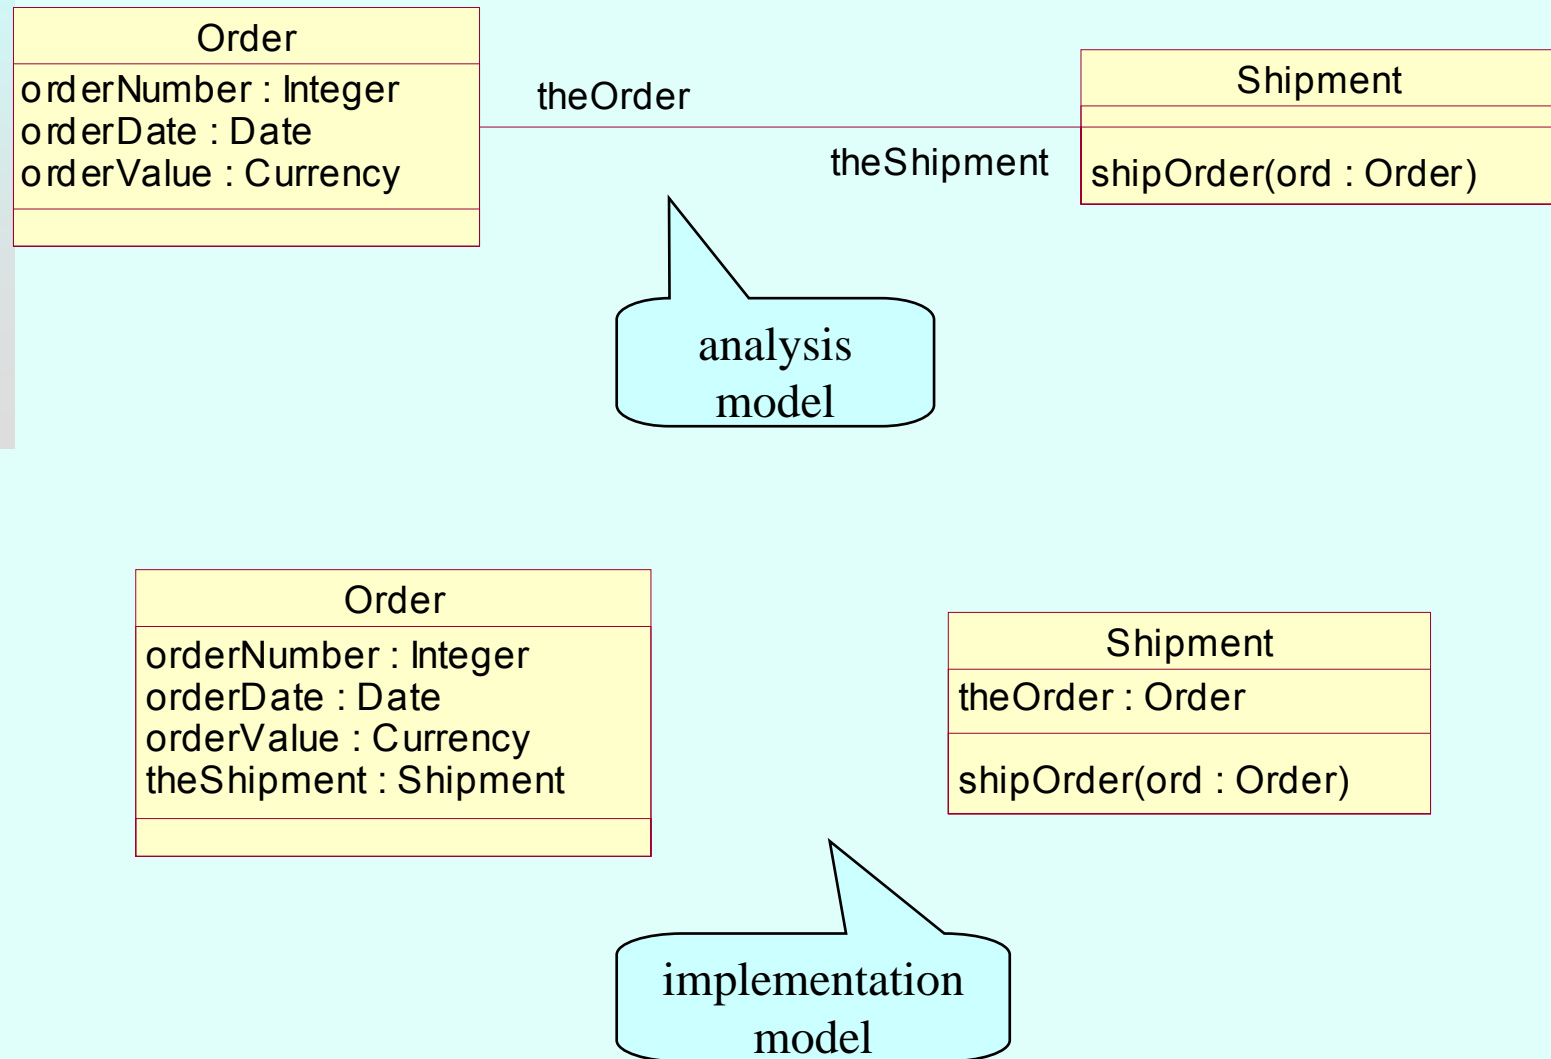 Order
orderNumber : Integer
orderDate : Date
orderValue : Currency
theOrder
theShipment
Shipment
shipOrder(ord : Order)
analysis
model
Order
orderNumber : Integer
orderDate : Date
orderValue : Currency
theShipment : Shipment
Shipment
theOrder : Order
shipOrder(ord : Order)
implementation
model